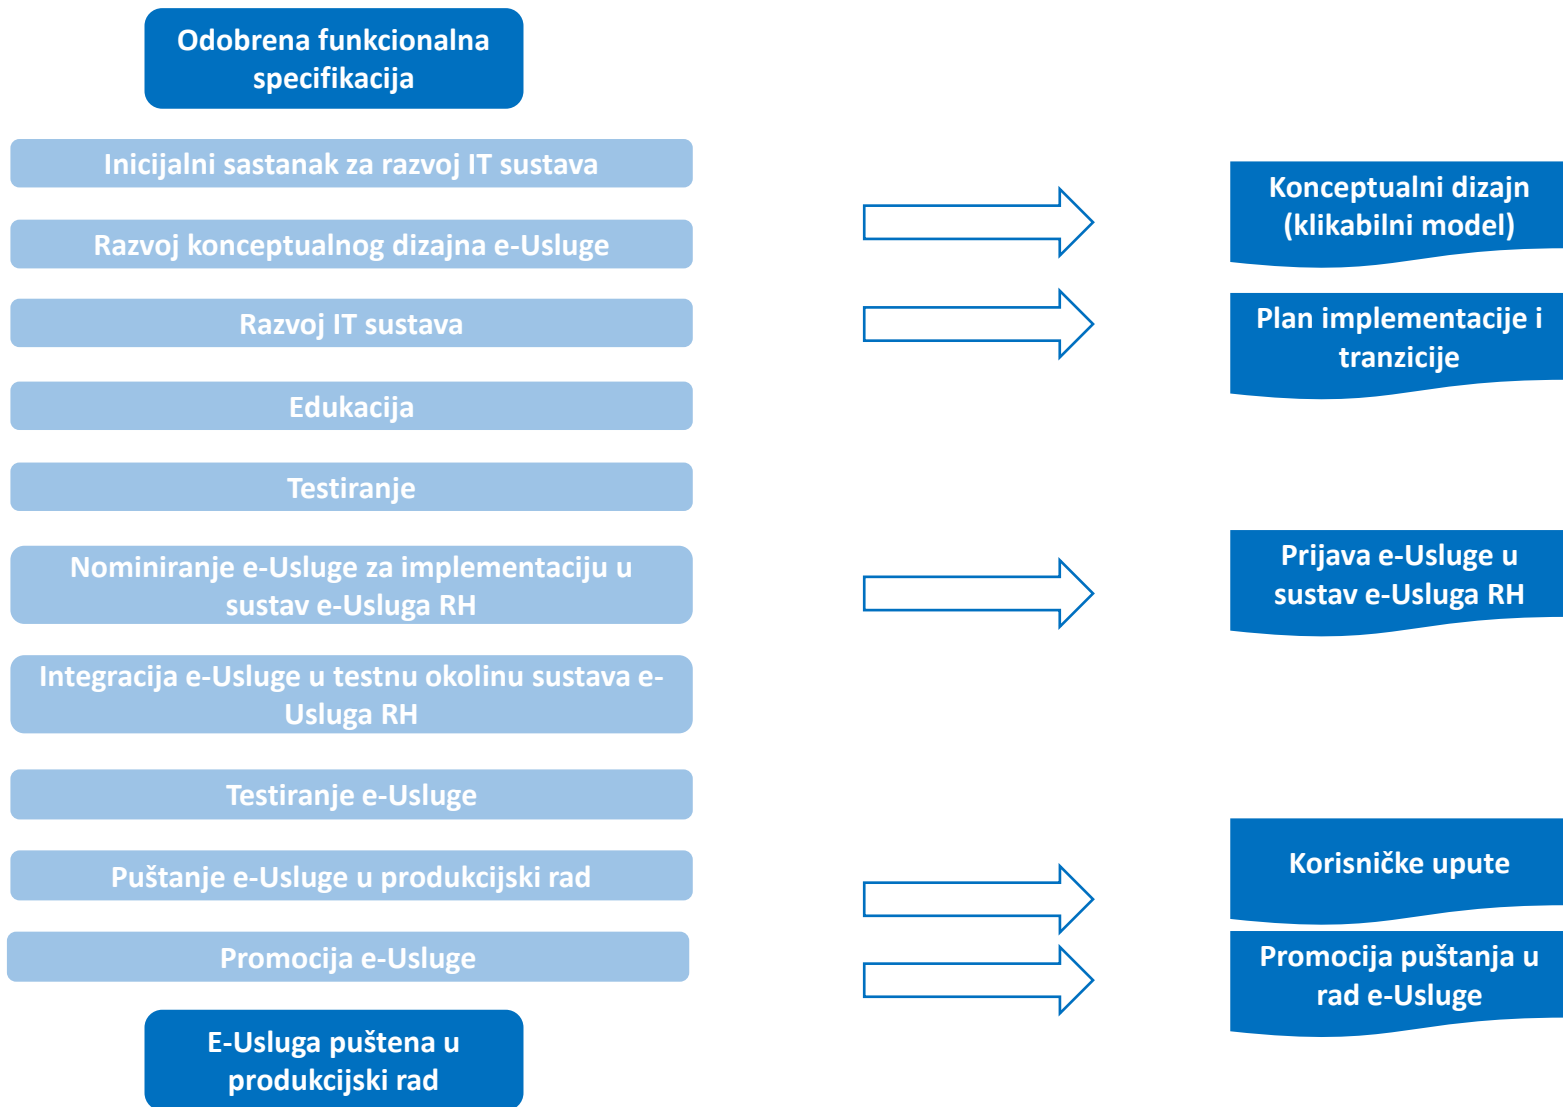 Odobrena funkcionalna
specifikacija
Inicijalni sastanak za razvoj IT sustava
Razvoj konceptualnog dizajna e-Usluge
Razvoj IT sustava
Edukacija
Testiranje
Nominiranje e-Usluge za implementaciju u
sustav e-Usluga RH
Integracija e-Usluge u testnu okolinu sustava e-
Usluga RH
Testiranje e-Usluge
Puštanje e-Usluge u produkcijski rad
Promocija e-Usluge
E-Usluga puštena u
produkcijski rad
Konceptualni dizajn
(klikabilni model)
Plan implementacije i
tranzicije
Prijava e-Usluge u
sustav e-Usluga RH
Korisničke upute
Promocija puštanja u
rad e-Usluge